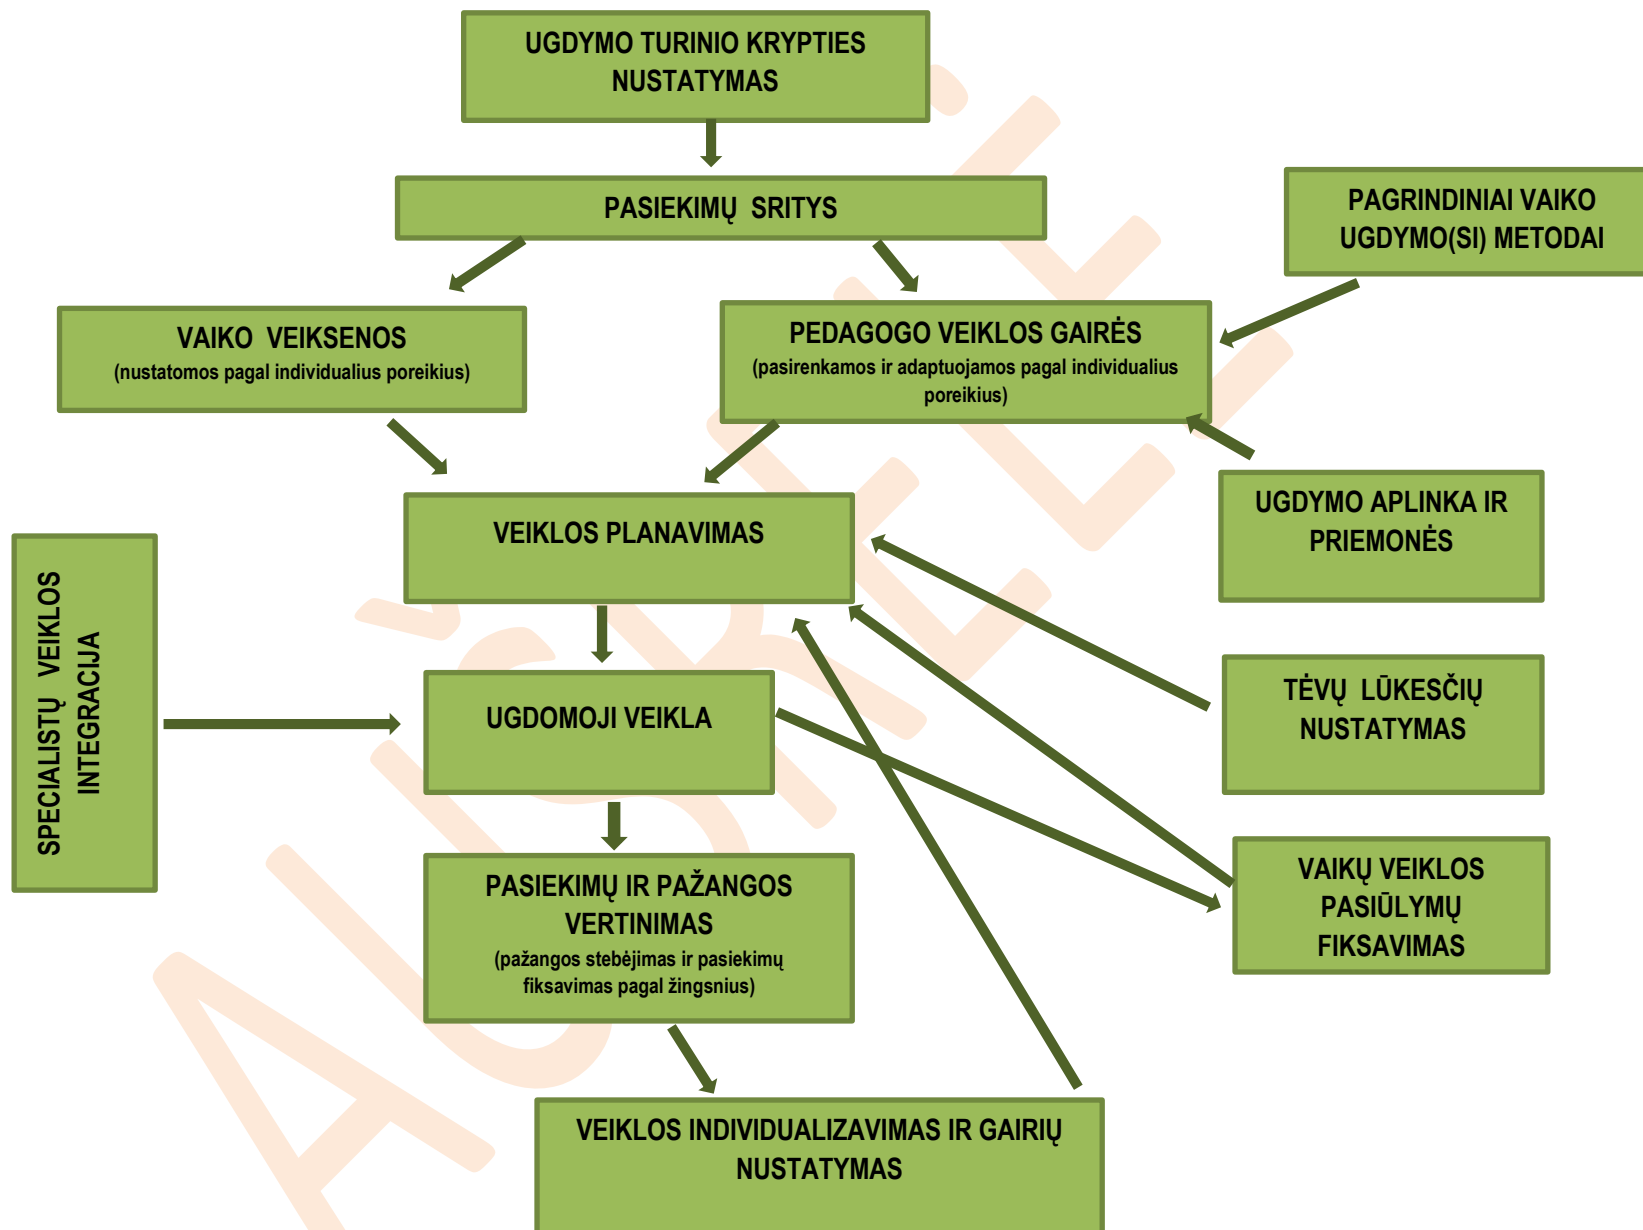 UGDYMO TURINIO KRYPTIES
NUSTATYMAS
PASIEKIMŲ SRITYS
PAGRINDINIAI VAIKO
UGDYMO(SI) METODAI
VAIKO VEIKSENOS
(nustatomos pagal individualius poreikius)
PEDAGOGO VEIKLOS GAIRĖS
(pasirenkamos ir adaptuojamos pagal individualius
poreikius)
VEIKLOS PLANAVIMAS
UGDYMO APLINKA IR
PRIEMONĖS
SPECIALISTŲ VEIKLOS
INTEGRACIJA
UGDOMOJI VEIKLA
TĖVŲ LŪKESČIŲ
NUSTATYMAS
PASIEKIMŲ IR PAŽANGOS
VERTINIMAS
(pažangos stebėjimas ir pasiekimų
fiksavimas pagal žingsnius)
VAIKŲ VEIKLOS
PASIŪLYMŲ
FIKSAVIMAS
VEIKLOS INDIVIDUALIZAVIMAS IR GAIRIŲ
NUSTATYMAS